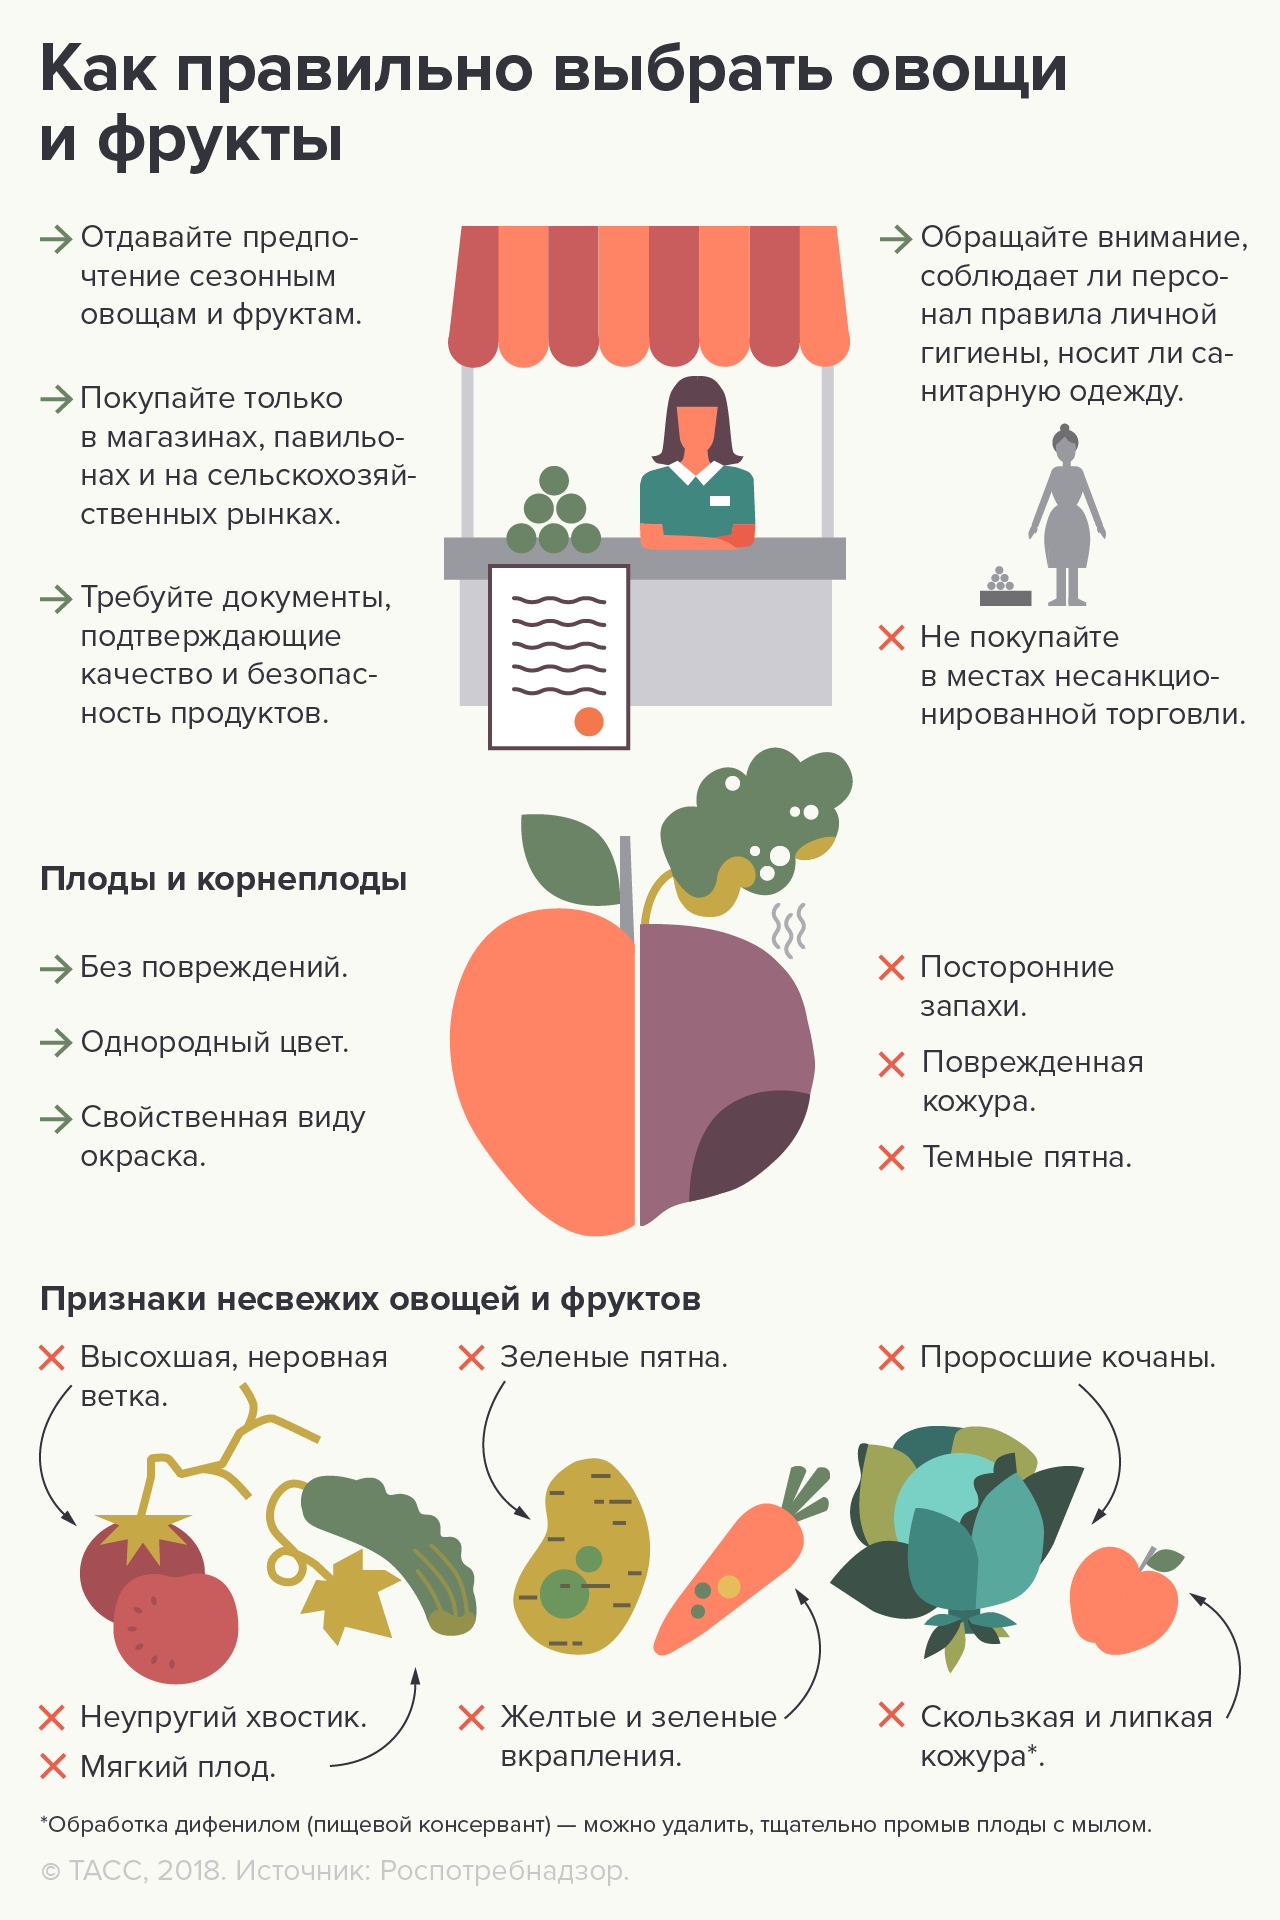 Как правильно выбрать овощи
и фрукты
Отдавайте предпо-
чтение сезонным
овощам и фруктам.
Покупайте только
в магазинах, павильо-
нах и на сельскохозяй-
ственных рынках.
Требуйте документы,
подтверждающие
качество и безопас-
ность продуктов.
Обращайте внимание,
соблюдает ли персо-
нал правила личной
гигиены, носит ли са-
нитарную одежду.
Не покупайте
в местах несанкцио-
нированной торговли.
Плоды и корнеплоды
Без повреждений.
Однородный цвет.
Свойственная виду
окраска.
Посторонние
запахи.
Поврежденная
кожура.
Темные пятна.
Признаки несвежих овощей и фруктов
Высохшая, неровная
ветка.
Зеленые пятна.
Проросшие кочаны.
Неупругий хвостик.
Мягкий плод.
Желтые и зеленые
вкрапления.
Скользкая и липкая
кожура*.
*Обработка дифенилом (пищевой консервант) — можно удалить, тщательно промыв плоды с мылом.
© ТАСС, 2018. Источник: Роспотребнадзор.